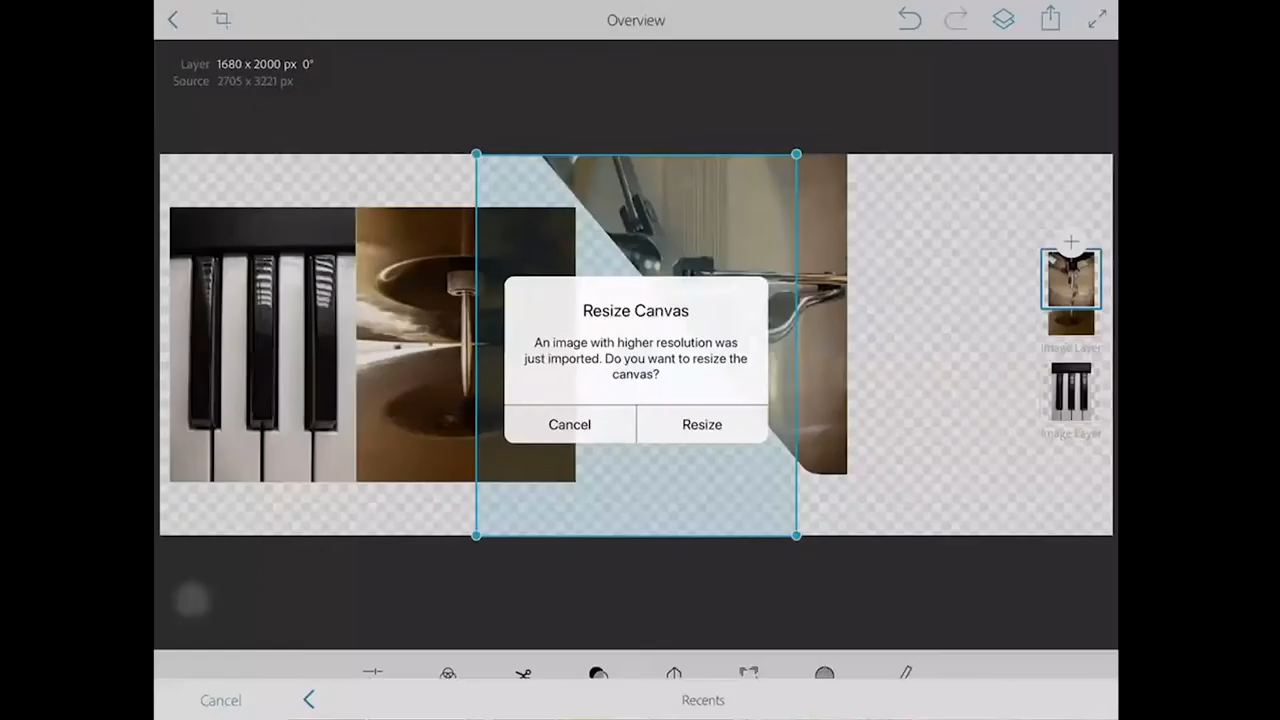 Overview
Layer 1680 x 2000 px 0°
Source 2705 x 3221 px
Resize Canvas
An image with higher resolution was
just imported. Do you want to resize the
canvas?
Cancel
Resize
Image Layer
Image Layer
Cancel
Recents